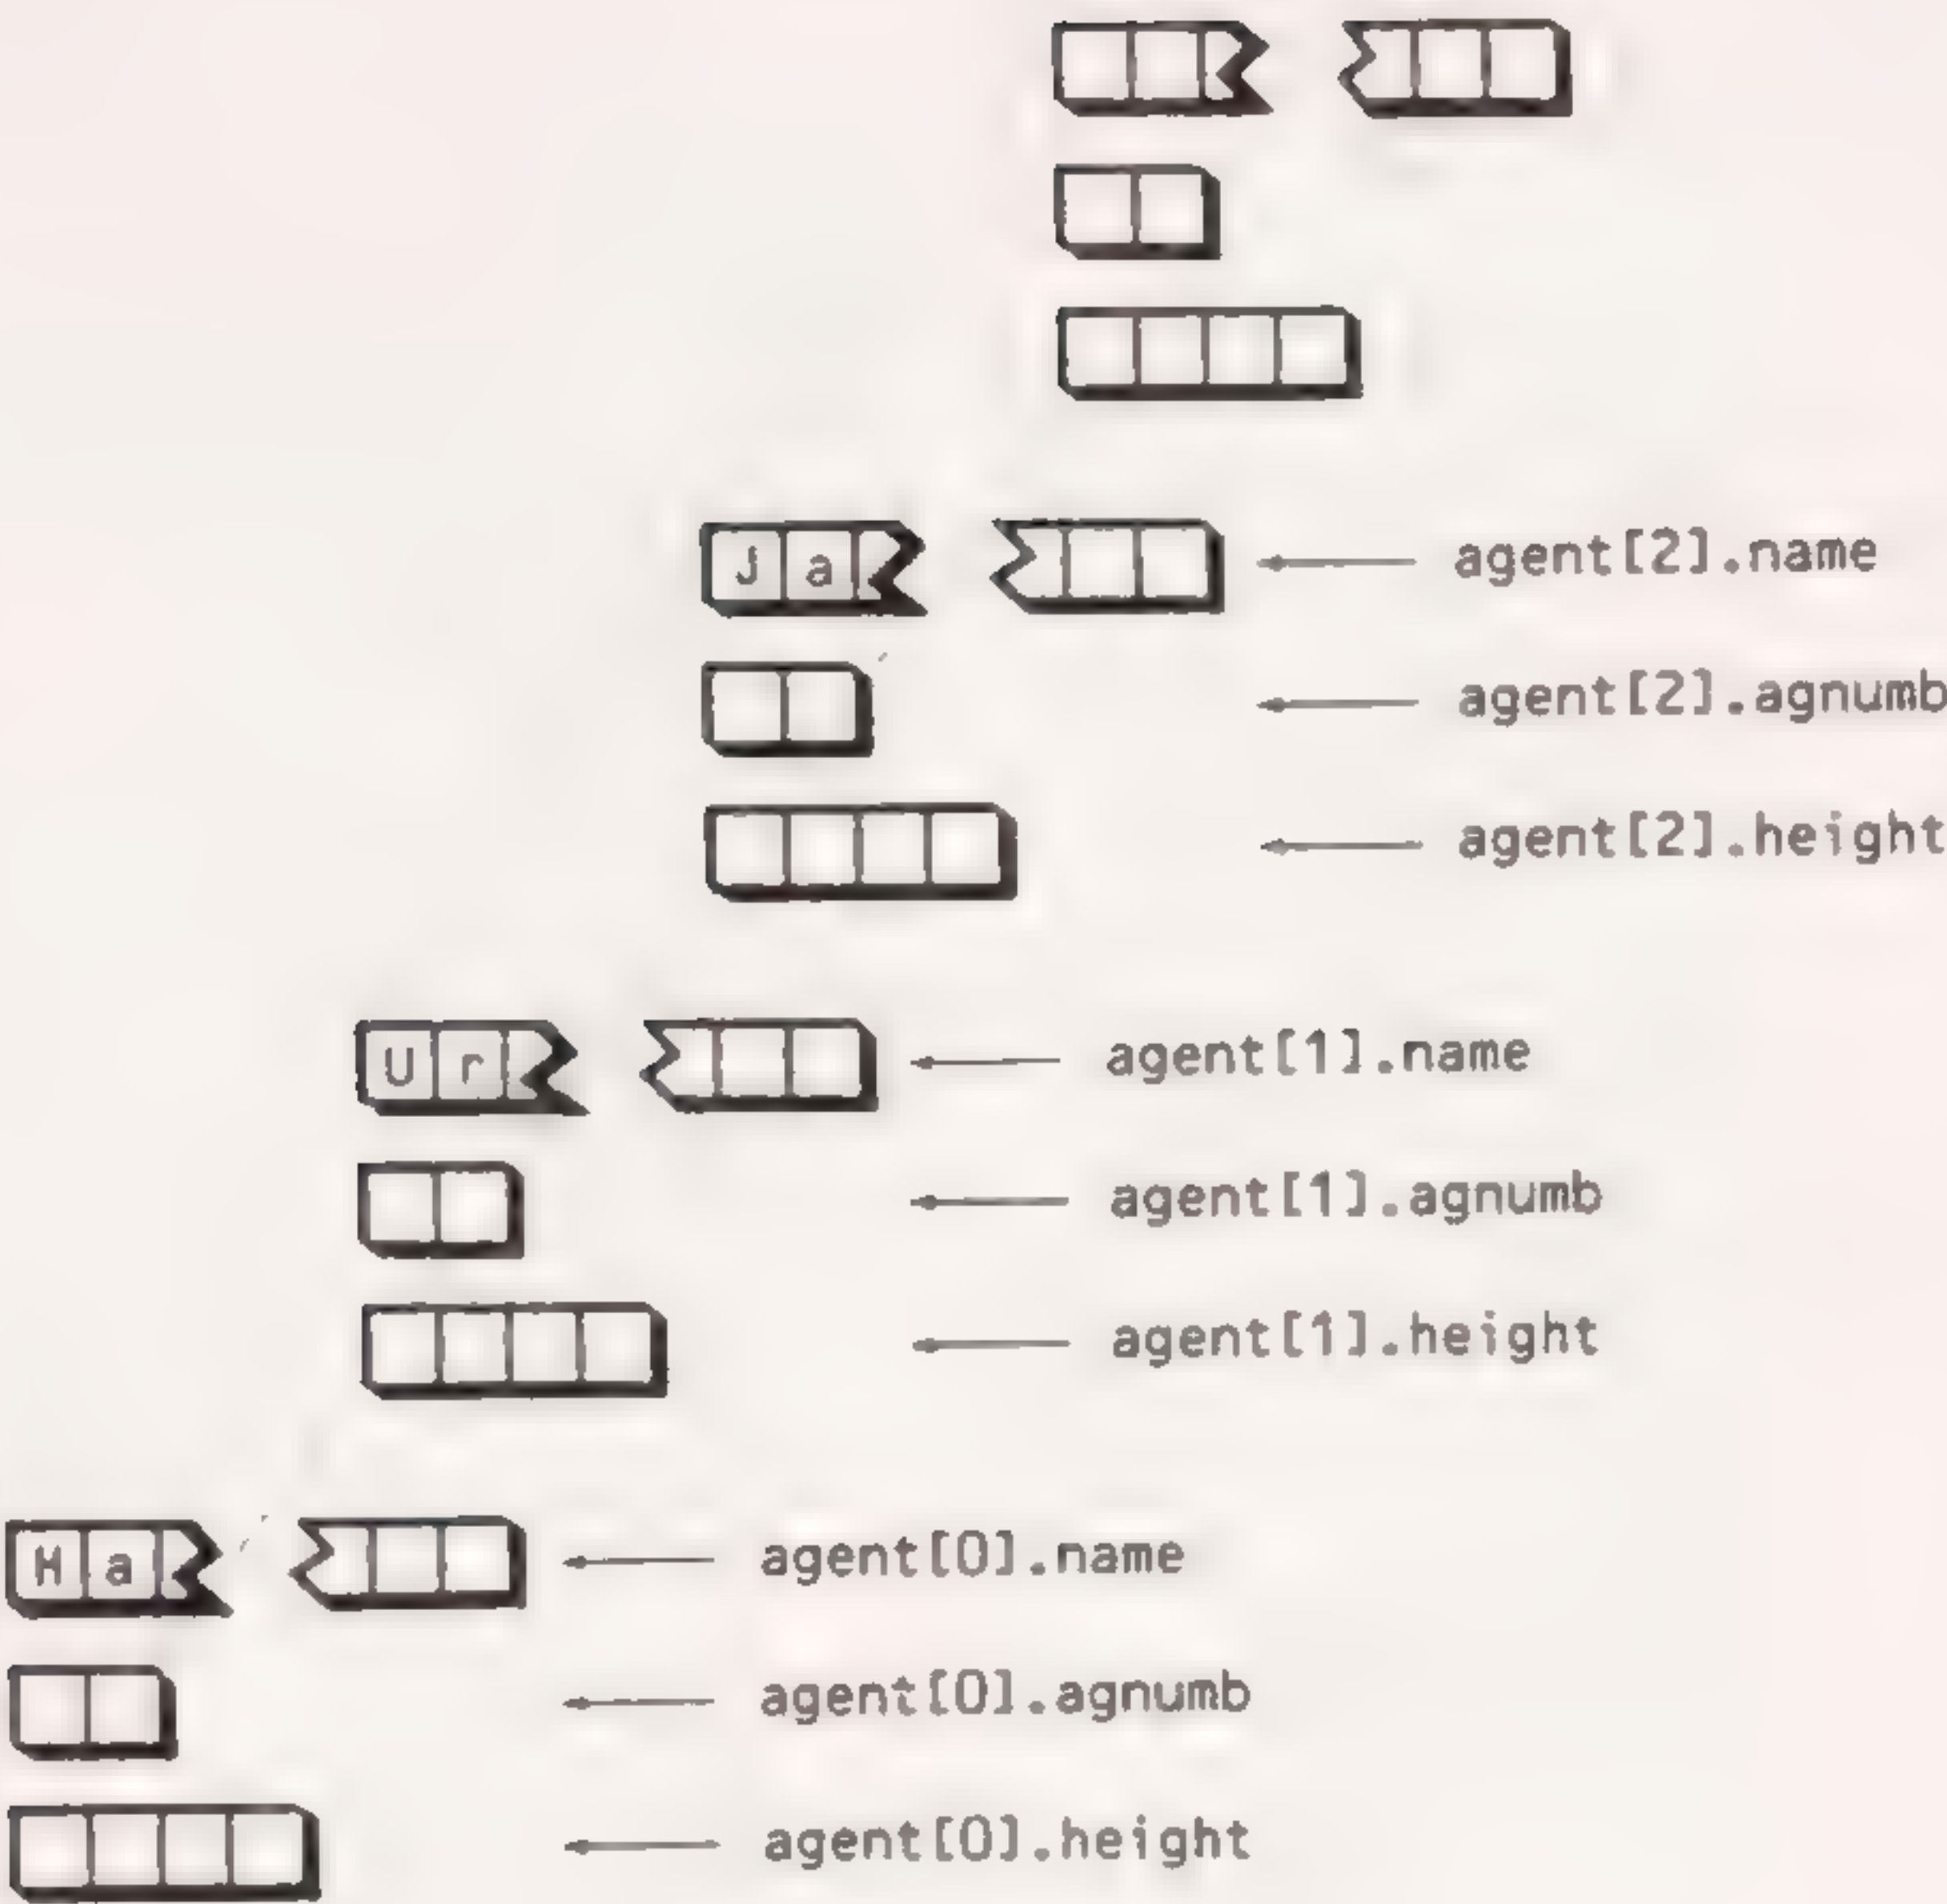 J a agent[2].name
agent[2].agnumb
agent[2].height
U r agent[1].name
agent[1].agnumb
agent[1].height
H a agent[0].name
agent[0].agnumb
agent[0].height